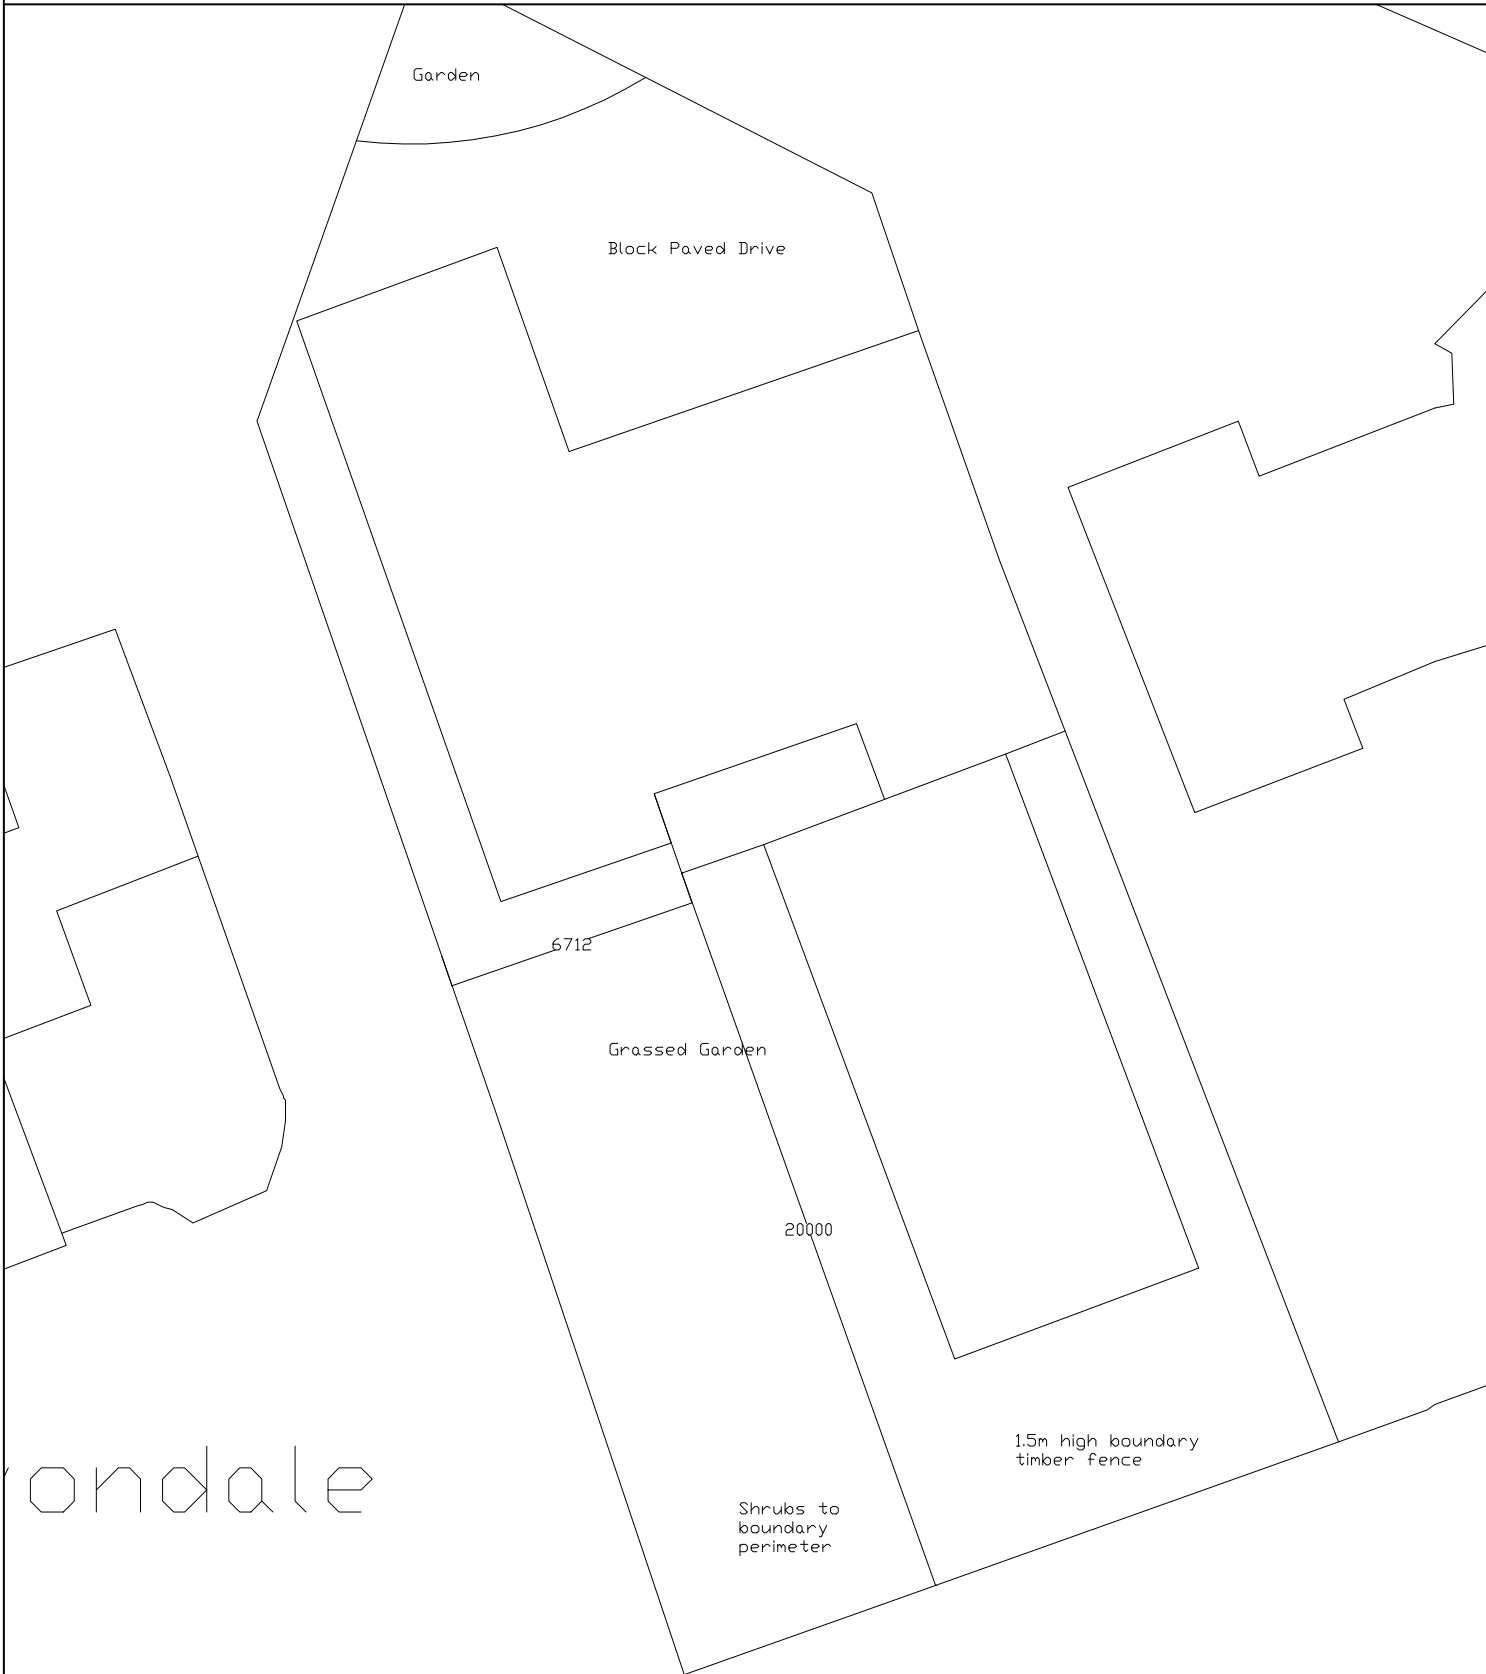 Garden
Block Paved Drive
6712
Grassed Garden
20000
1.5m high boundary
timber fence
ondale
Shrubs to
boundary
perimeter